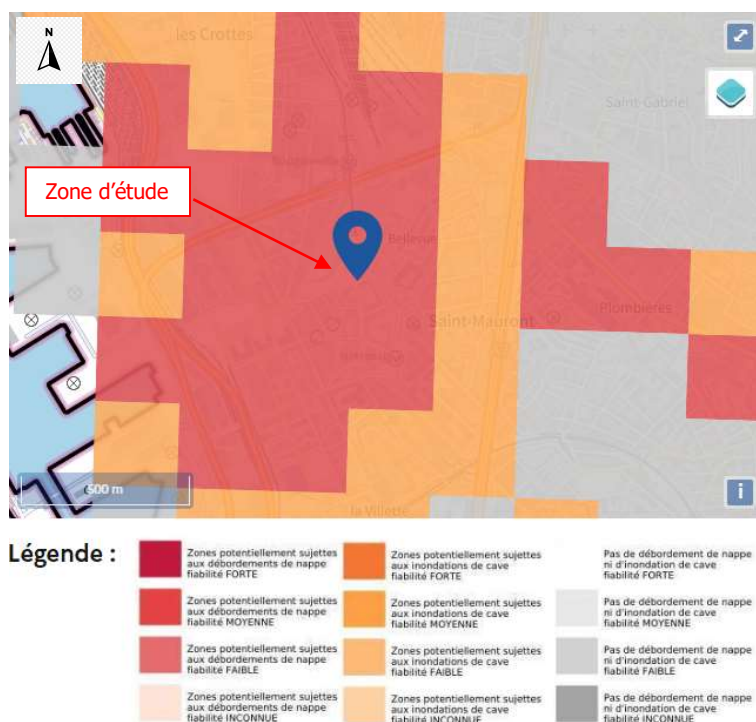 N
les Crottes
Saint-Gabriel
Zone d'étude
Bellevue
Saint-Mauront
Plombières
500 m
la Villette
i
Légende :
Zones potentiellement sujettes
aux débordements de nappe
fiabilité FORTE
Zones potentiellement sujettes
aux inondations de cave
fiabilité FORTE
Pas de débordement de nappe
ni d'inondation de cave
fiabilité FORTE
Zones potentiellement sujettes
aux débordements de nappe
fiabilité MOYENNE
Zones potentiellement sujettes
aux inondations de cave
fiabilité MOYENNE
Pas de débordement de nappe
ni d'inondation de cave
fiabilité MOYENNE
Zones potentiellement sujettes
aux débordements de nappe
fiabilité FAIBLE
Zones potentiellement sujettes
aux inondations de cave
fiabilité FAIBLE
Pas de débordement de nappe
ni d'inondation de cave
fiabilité FAIBLE
Zones potentiellement sujettes
aux débordements de nappe
fiabilité INCONNUE
Zones potentiellement sujettes
aux inondations de cave
fiabilité INCONNUE
Pas de débordement de nappe
ni d'inondation de cave
fiabilité INCONNUE